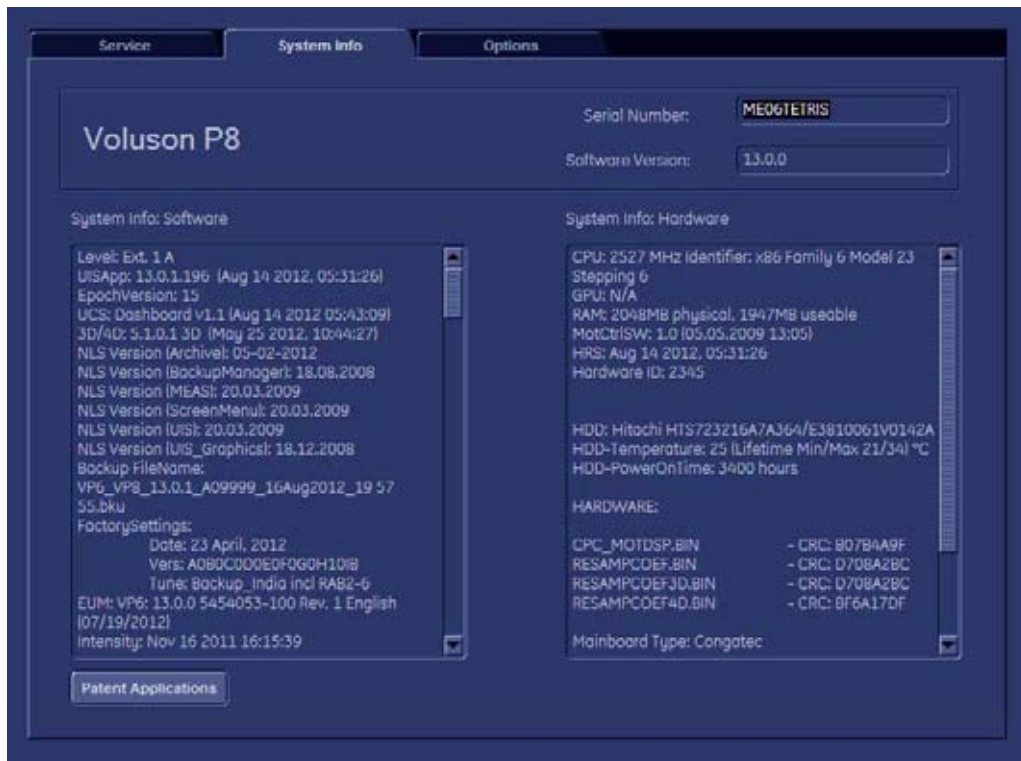 Service
System Info
Options
Voluson P8
Serial Number:
ME06TETRIS
Software Version:
13.0.0
System Info: Software
Level: Ext. 1 A
UISApp: 13.0.1.196 (Aug 14 2012, 05:31:26)
EpochVersion: 15
UCS: Dashboard v1.1 (Aug 14 2012 05:43:09)
3D/4D: 5.1.0.1 3D (May 25 2012, 10:44:27)
NLS Version (Archive): 05-02-2012
NLS Version (BackupManager): 18.08.2008
NLS Version (MEAS): 20.03.2009
NLS Version (ScreenMenu): 20.03.2009
NLS Version (UIS): 20.03.2009
NLS Version (UIS_Graphics): 18.12.2008
Backup FileName:
VP6_VP8_13.0.1_A09999_16Aug2012_19 57
55.bku
FactorySettings:
Date: 23 April, 2012
Vers: A0B0C0D0E0F0G0H10I8
Tune: Backup_India incl RAB2-6
EUM: VP6: 13.0.0 5454053-100 Rev. 1 English
(07/19/2012)
Intensity: Nov 16 2011 16:15:39
System Info: Hardware
CPU: 2527 MHz Identifier: x86 Family 6 Model 23
Stepping 6
GPU: N/A
RAM: 2048MB physical, 1947MB useable
MotCtrlSW: 1.0 (05.05.2009 13:05)
HRS: Aug 14 2012, 05:31:26
Hardware ID: 2345
HDD: Hitachi HTS723216A7A364/E3810061V0142A
HDD-Temperature: 25 (Lifetime Min/Max 21/34) °C
HDD-PowerOnTime: 3400 hours
HARDWARE:
CPC_MOTDSP.BIN - CRC: B07B4A9F
RESAMPCOEF.BIN - CRC: D708A2BC
RESAMPCOEF3D.BIN - CRC: D708A2BC
RESAMPCOEF4D.BIN - CRC: BF6A17DF
Mainboard Type: Congatec
Patent Applications